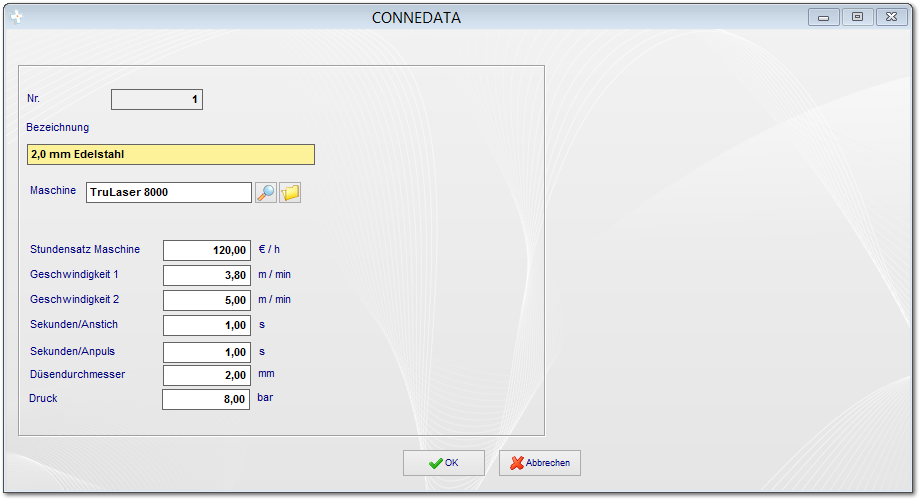 CONNEDATA
Nr. 1
Bezeichnung
2,0 mm Edelstahl
Maschine TruLaser 8000
Stundensatz Maschine 120,00 € / h
Geschwindigkeit 1 3,80 m / min
Geschwindigkeit 2 5,00 m / min
Sekunden/Anstich 1,00 s
Sekunden/Anpuls 1,00 s
Düsendurchmesser 2,00 mm
Druck 8,00 bar
OK Abbrechen